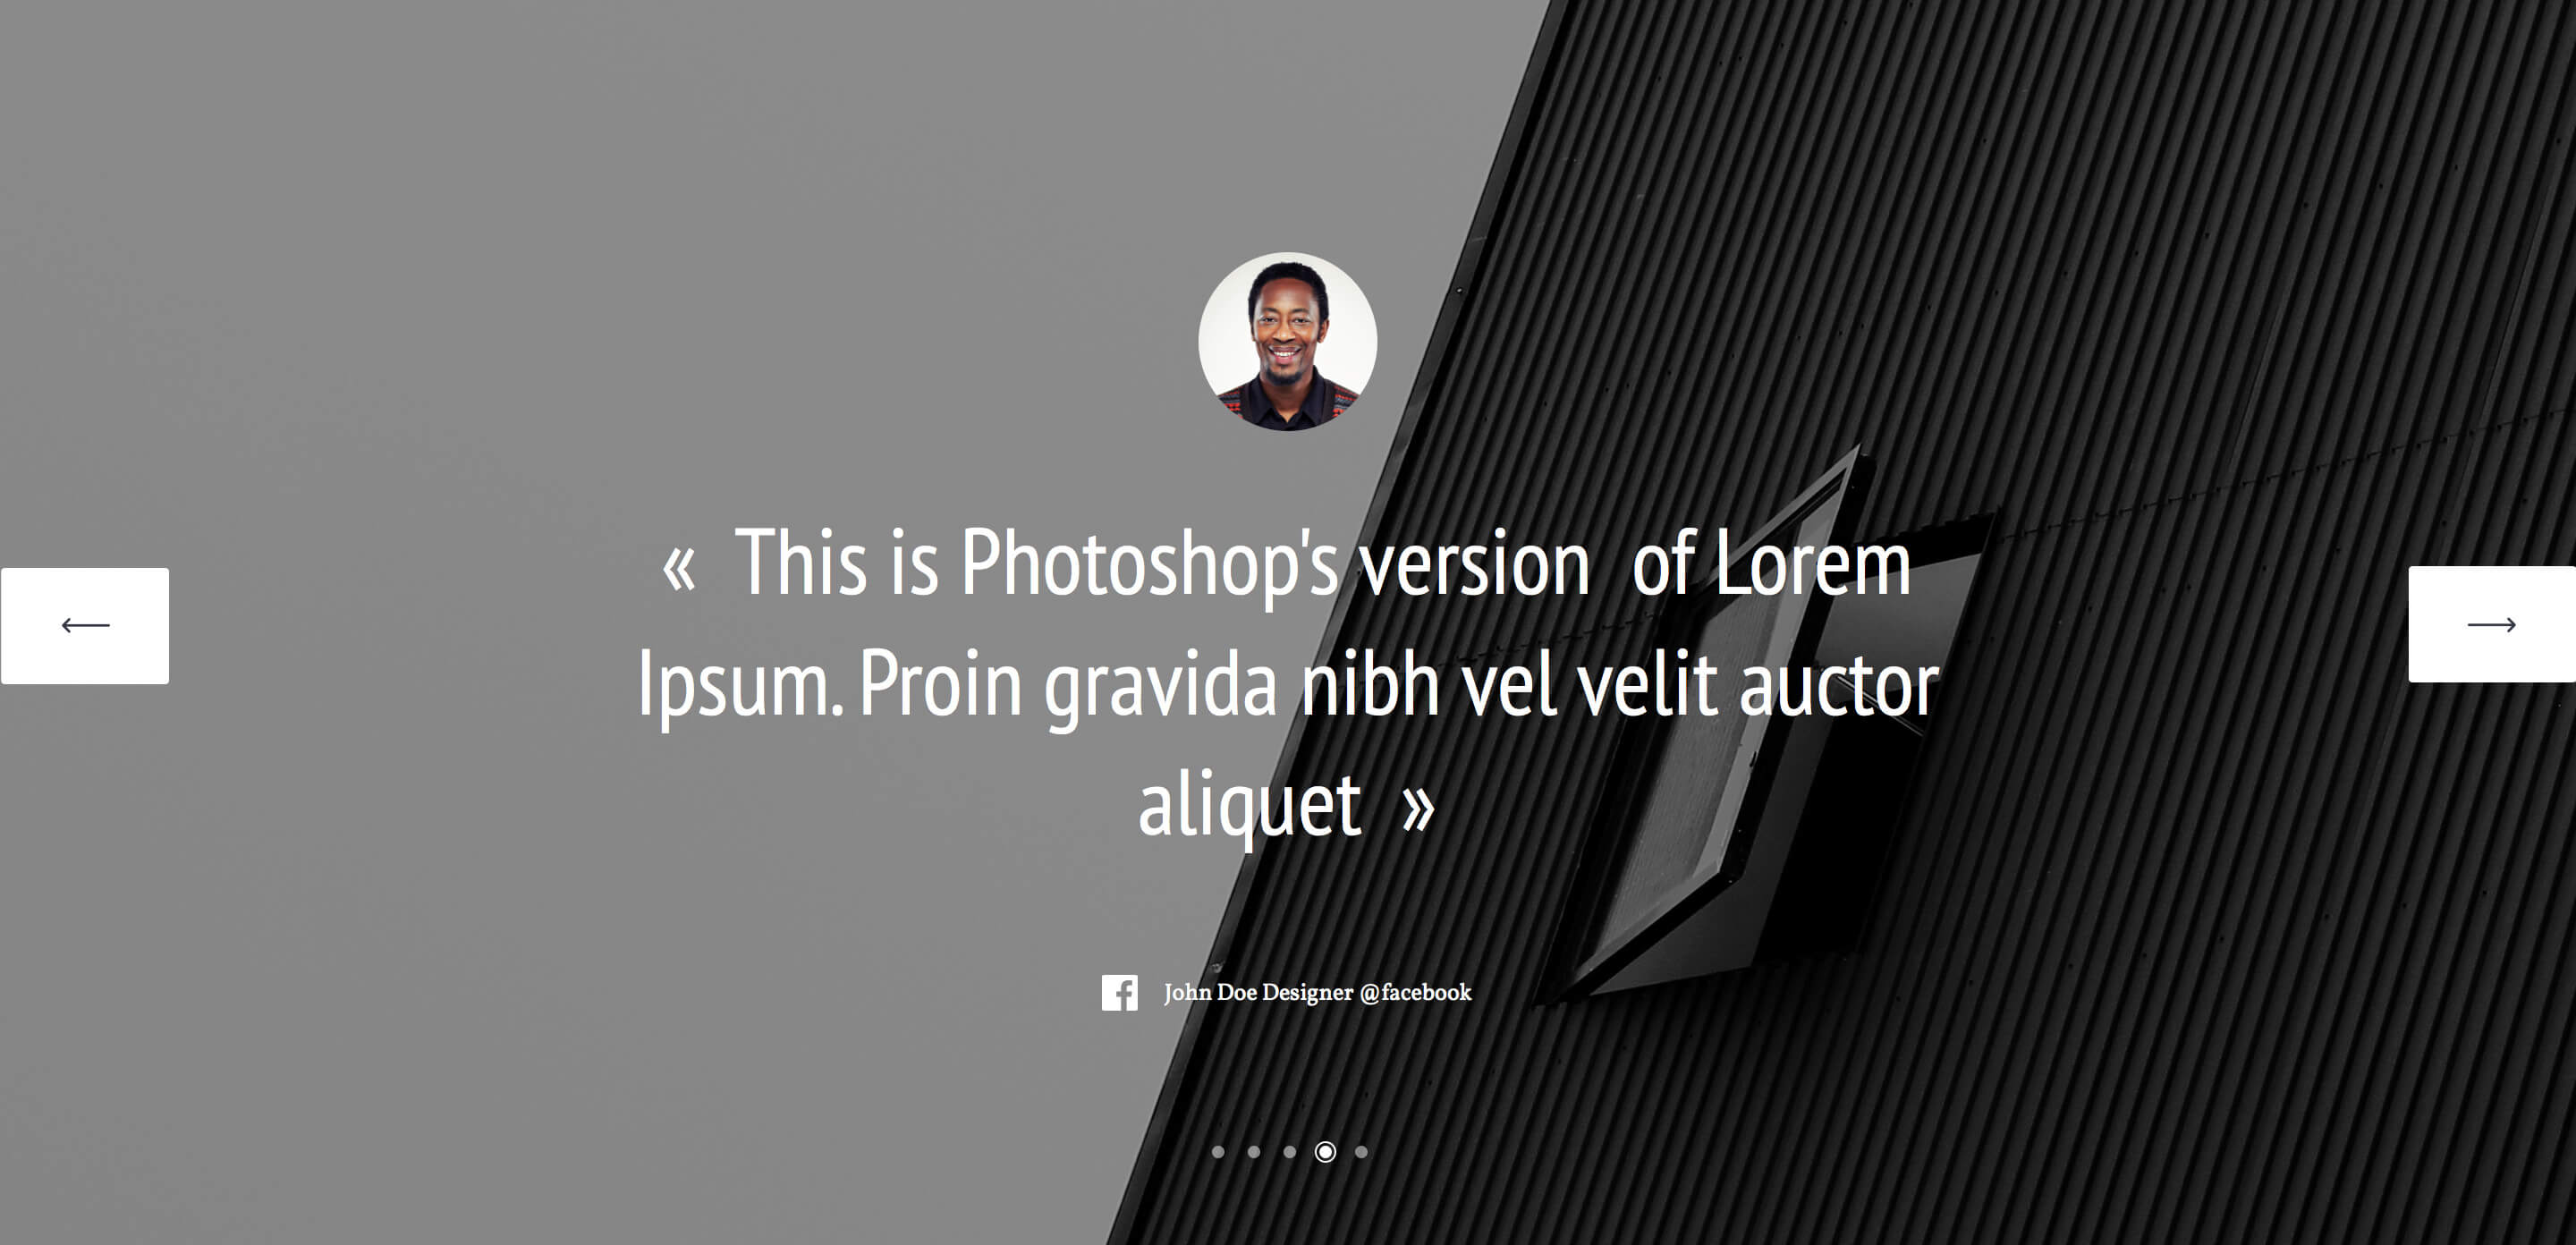 «  This is Photoshop's version  of Lorem
Ipsum. Proin gravida nibh vel velit auctor
aliquet  »
John Doe Designer @facebook